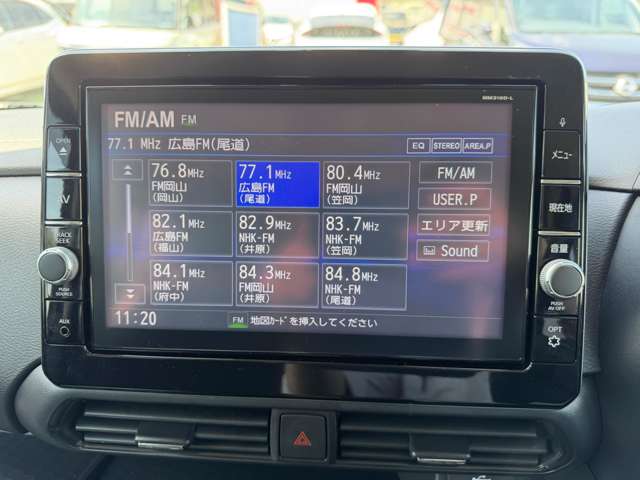 MM319D-L
FM/AM FM
77.1 MHz 広島FM(尾道)
EQ STEREO AREA.P
76.8MHz
FM岡山
(岡山)
77.1MHz
広島FM
(尾道)
80.4MHz
FM岡山
(笠岡)
82.1MHz
広島FM
(福山)
82.9MHz
NHK-FM
(井原)
83.7MHz
NHK-FM
(笠岡)
84.1MHz
NHK-FM
(府中)
84.3MHz
FM岡山
(井原)
84.8MHz
NHK-FM
(尾道)
FM/AM
USER.P
エリア更新
Sound
11:20
FM 地図ｶｰﾄﾞを挿入してください
OPEN
AV
TRACK
SEEK
PUSH
SOURCE
AUX
メニュー
現在地
音量
PUSH
AV OFF
OPT